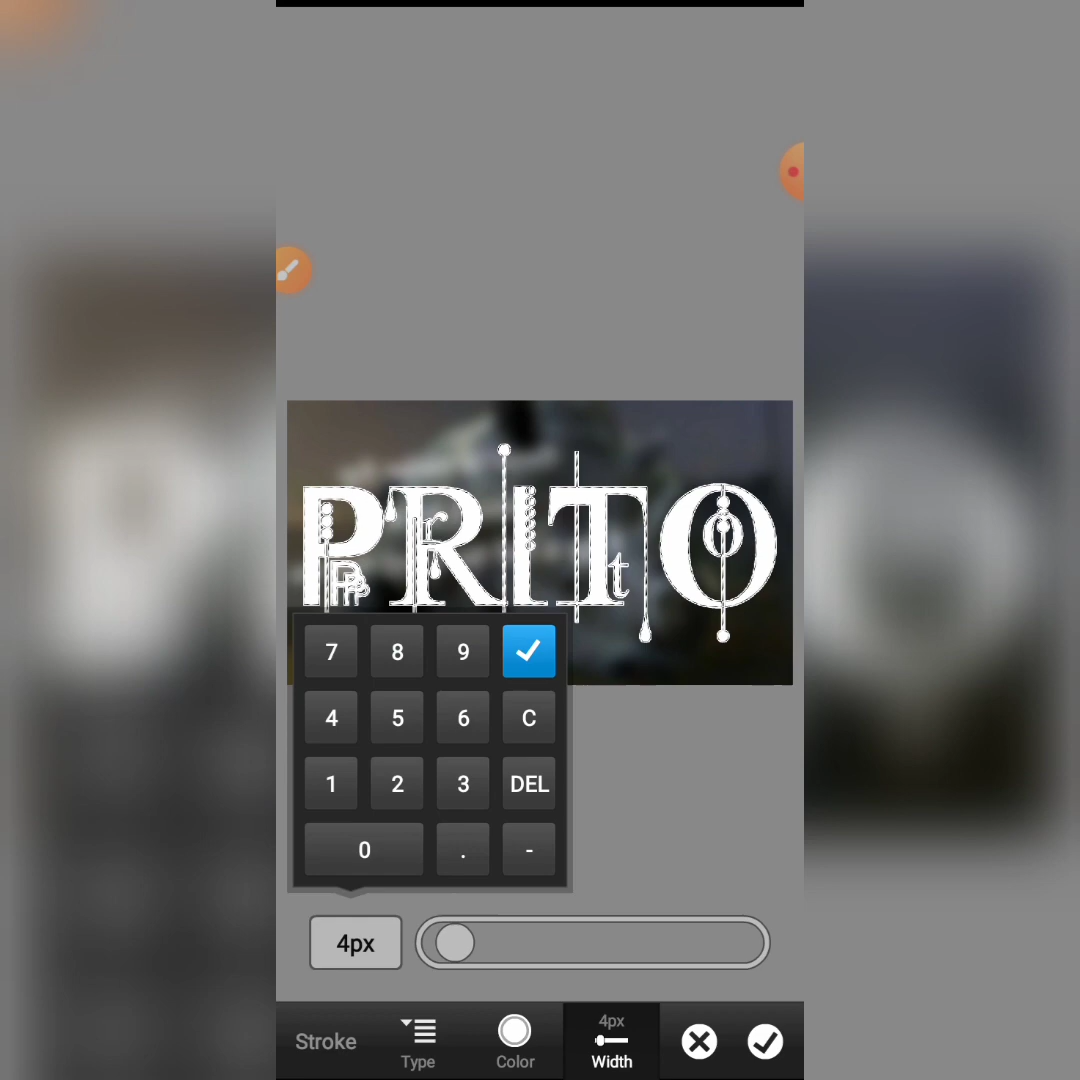 PRITO
P r t O
7 8 9
4 5 6 C
1 2 3 DEL
0 . -
4px
4px
Stroke Type Color Width